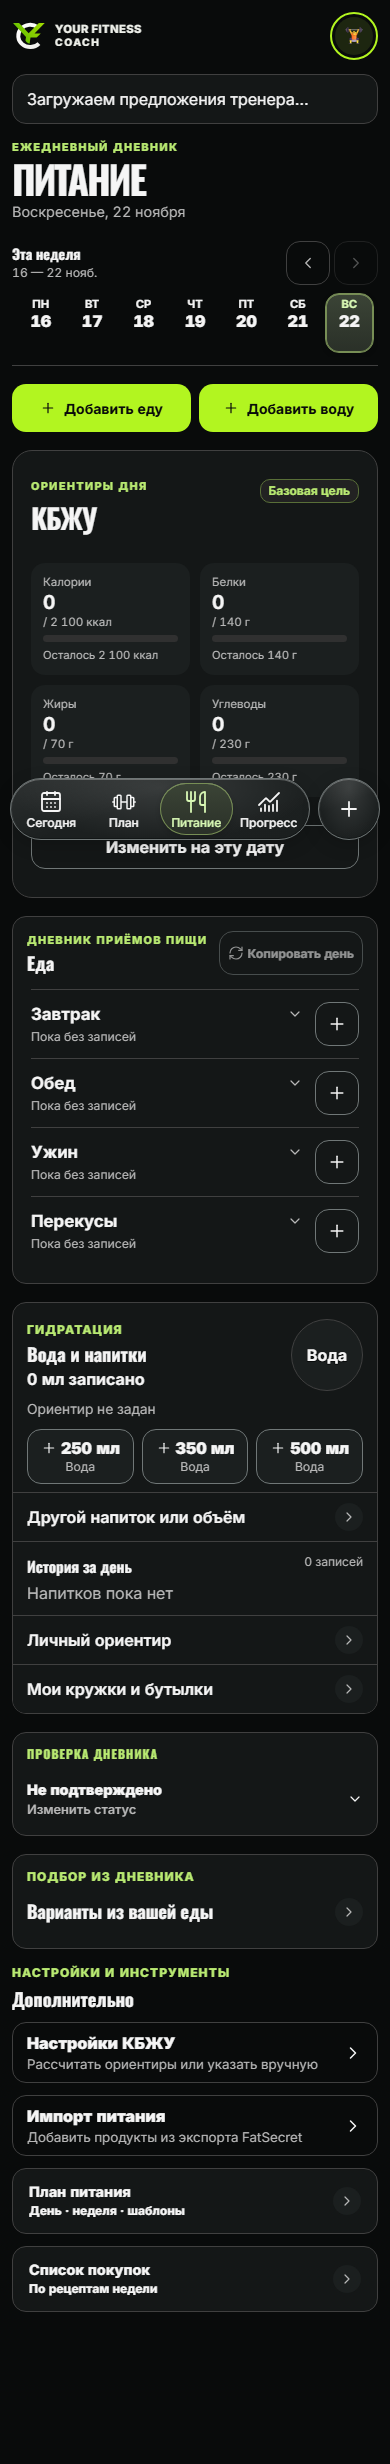 YOUR FITNESS
COACH
Загружаем предложения тренера...
ЕЖЕДНЕВНЫЙ ДНЕВНИК
ПИТАНИЕ
Воскресенье, 22 ноября
Эта неделя
16 — 22 нояб.
ПН ВТ СР ЧТ ПТ СБ ВС
16 17 18 19 20 21 22
+ Добавить еду + Добавить воду
ОРИЕНТИРЫ ДНЯ
Базовая цель
КБЖУ
Калории Белки
0 0
/ 2 100 ккал / 140 г
Осталось 2 100 ккал Осталось 140 г
Жиры Углеводы
0 0
/ 70 г / 230 г
Осталось 70 г Осталось 230 г
Сегодня План Питание Прогресс +
Изменить на эту дату
ДНЕВНИК ПРИЁМОВ ПИЩИ
Еда
Копировать день
Завтрак
Пока без записей
Обед
Пока без записей
Ужин
Пока без записей
Перекусы
Пока без записей
ГИДРАТАЦИЯ
Вода и напитки
0 мл записано
Вода
Ориентир не задан
+ 250 мл + 350 мл + 500 мл
Вода Вода Вода
Другой напиток или объём
История за день 0 записей
Напитков пока нет
Личный ориентир
Мои кружки и бутылки
ПРОВЕРКА ДНЕВНИКА
Не подтверждено
Изменить статус
ПОДБОР ИЗ ДНЕВНИКА
Варианты из вашей еды
НАСТРОЙКИ И ИНСТРУМЕНТЫ
Дополнительно
Настройки КБЖУ
Рассчитать ориентиры или указать вручную
Импорт питания
Добавить продукты из экспорта FatSecret
План питания
День · неделя · шаблоны
Список покупок
По рецептам недели